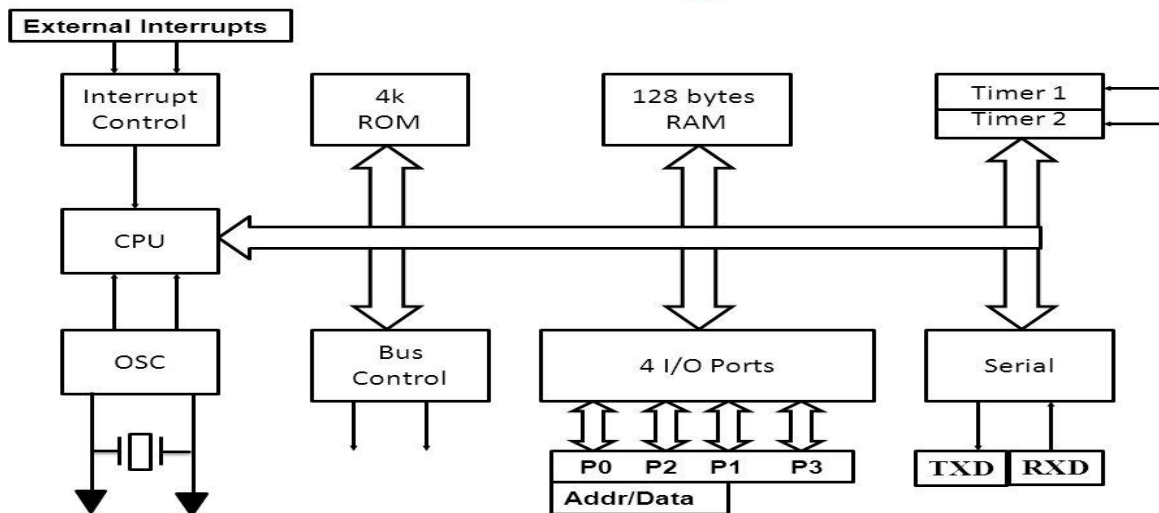 External Interrupts
Interrupt
Control
4k
ROM
128 bytes
RAM
Timer 1
Timer 2
CPU
OSC
Bus
Control
4 I/O Ports
Serial
P0 P2 P1 P3
Addr/Data
TXD RXD